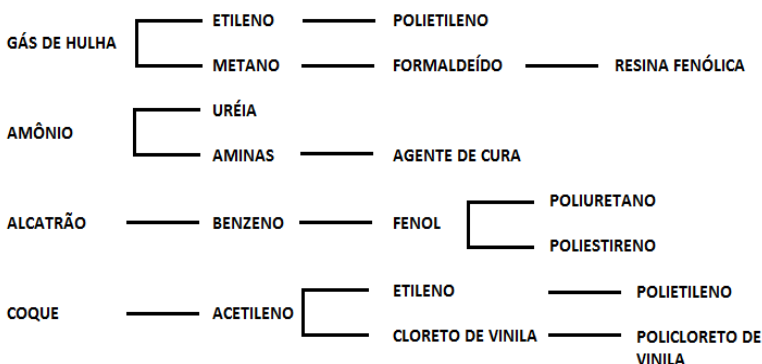 GÁS DE HULHA
ETILENO
POLIETILENO
METANO
FORMALDEÍDO
RESINA FENÓLICA
AMÔNIO
URÉIA
AMINAS
AGENTE DE CURA
ALCATRÃO
BENZENO
FENOL
POLIURETANO
POLIESTIRENO
COQUE
ACETILENO
ETILENO
POLIETILENO
CLORETO DE VINILA
POLICLORETO DE
VINILA